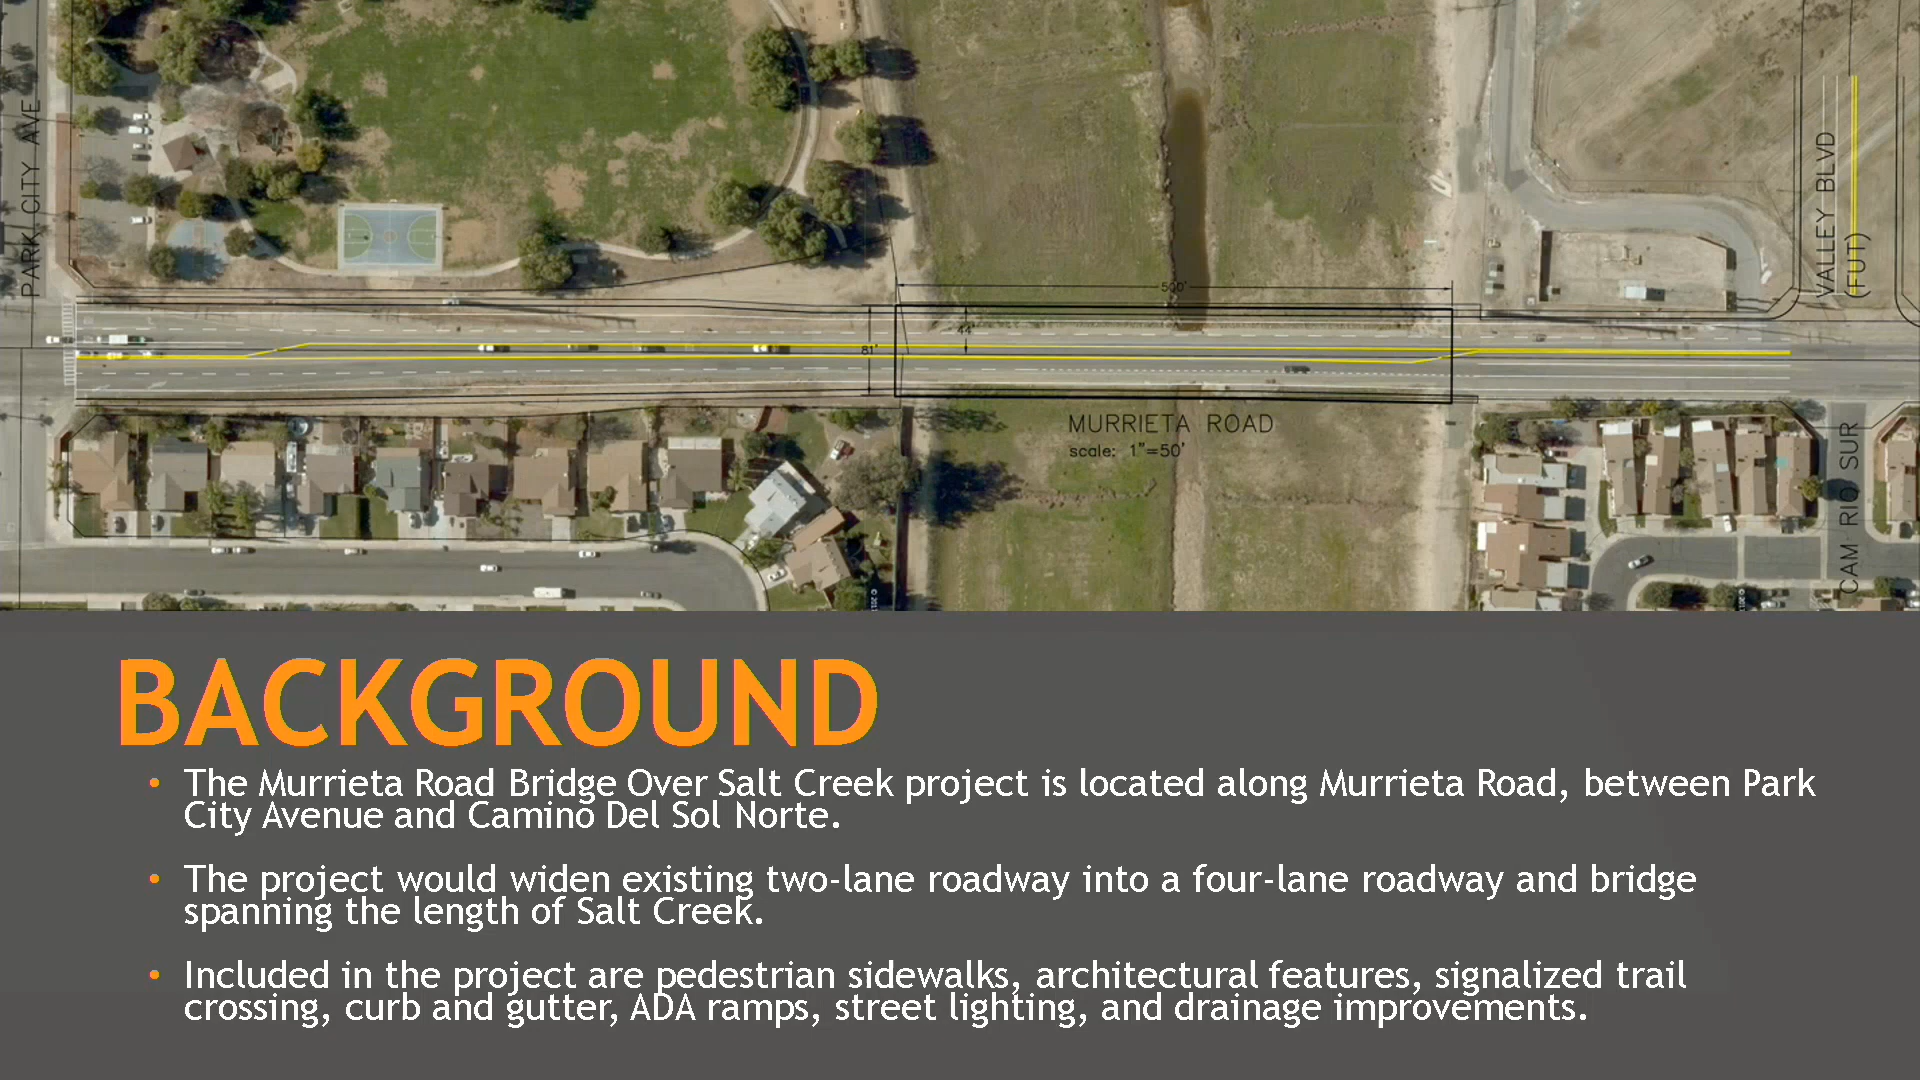 PARK CITY AVE
VALLEY BLVD
(FUT)
500'
44'
81'
MURRIETA ROAD
scale: 1"=50'
CAM RIO SUR
BACKGROUND
• The Murrieta Road Bridge Over Salt Creek project is located along Murrieta Road, between Park
City Avenue and Camino Del Sol Norte.
• The project would widen existing two-lane roadway into a four-lane roadway and bridge
spanning the length of Salt Creek.
• Included in the project are pedestrian sidewalks, architectural features, signalized trail
crossing, curb and gutter, ADA ramps, street lighting, and drainage improvements.